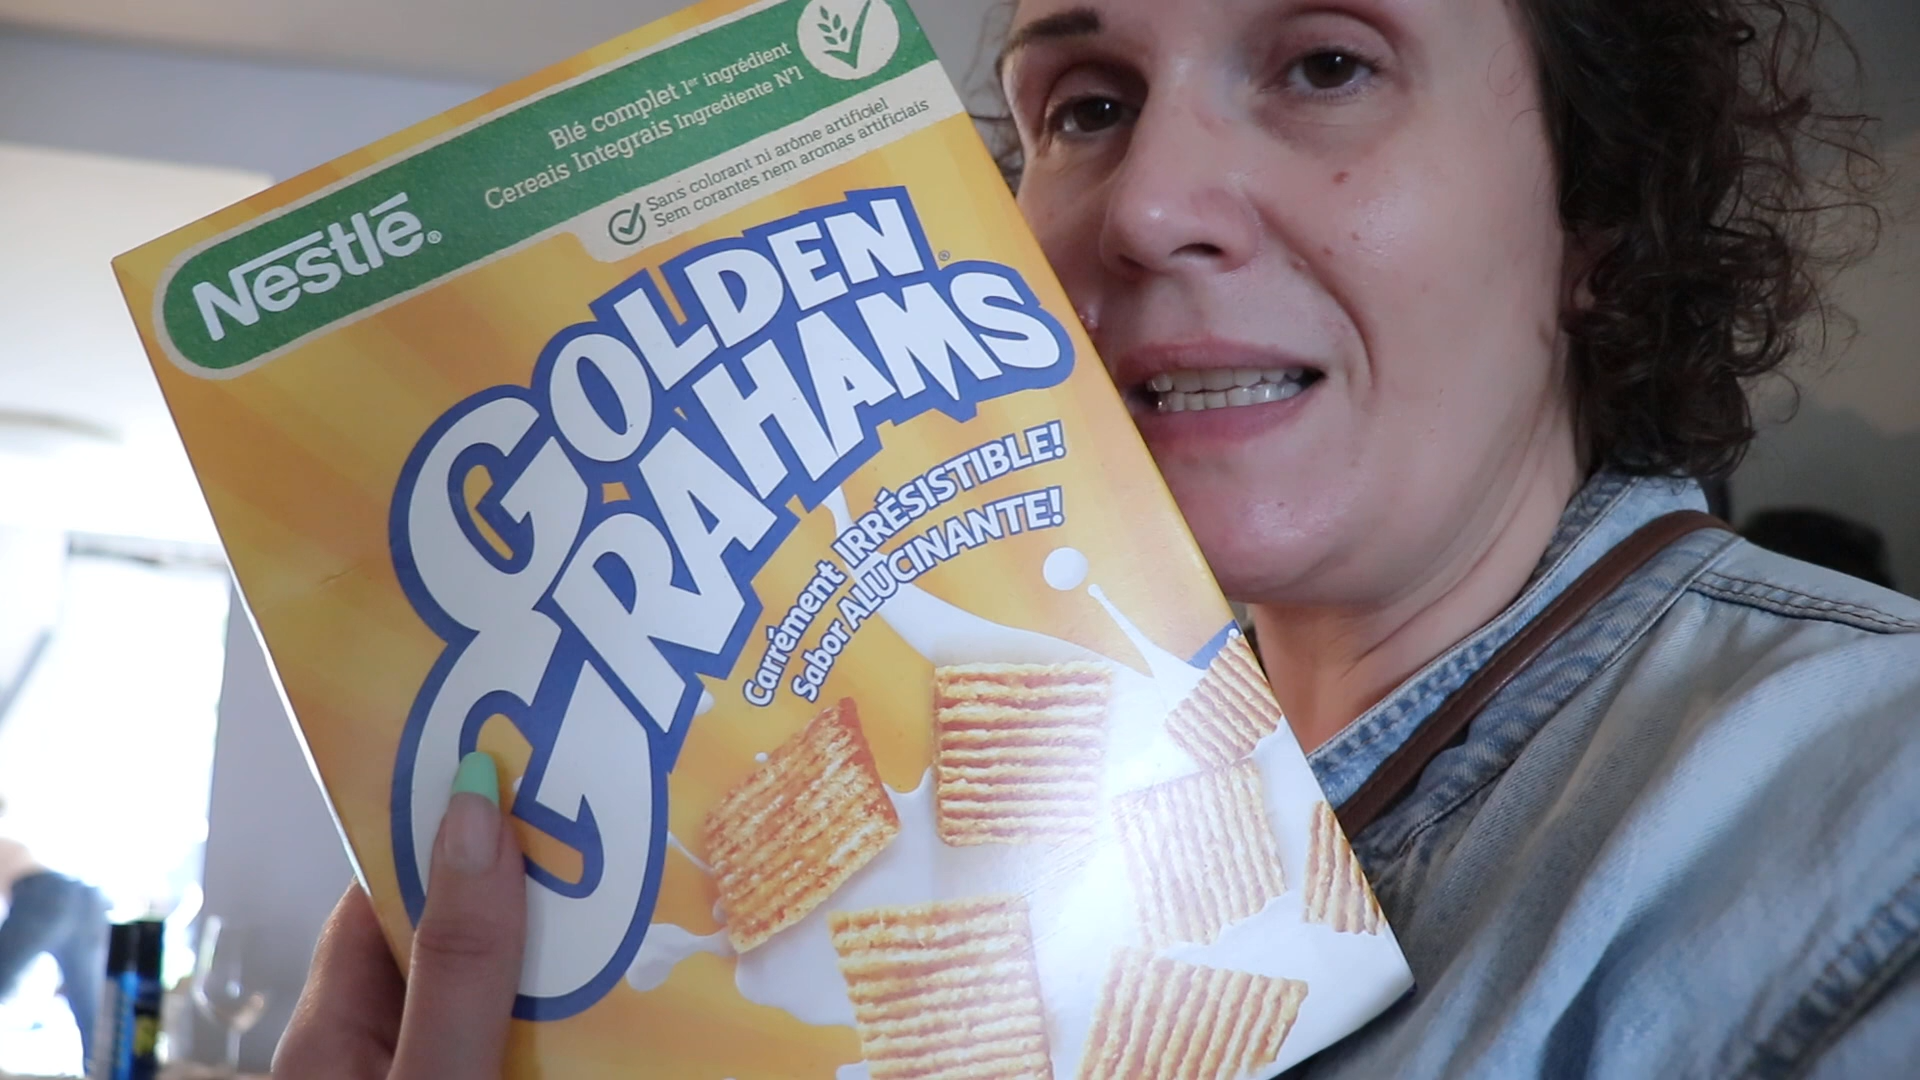 Blé complet 1er ingrédient
Cereais Integrais Ingrediente Nº1
Sans colorant ni arôme artificiel
Sem corantes nem aromas artificiais
Nestlé®
GOLDEN
GRAHAMS®
Carrément IRRÉSISTIBLE!
Sabor ALUCINANTE!